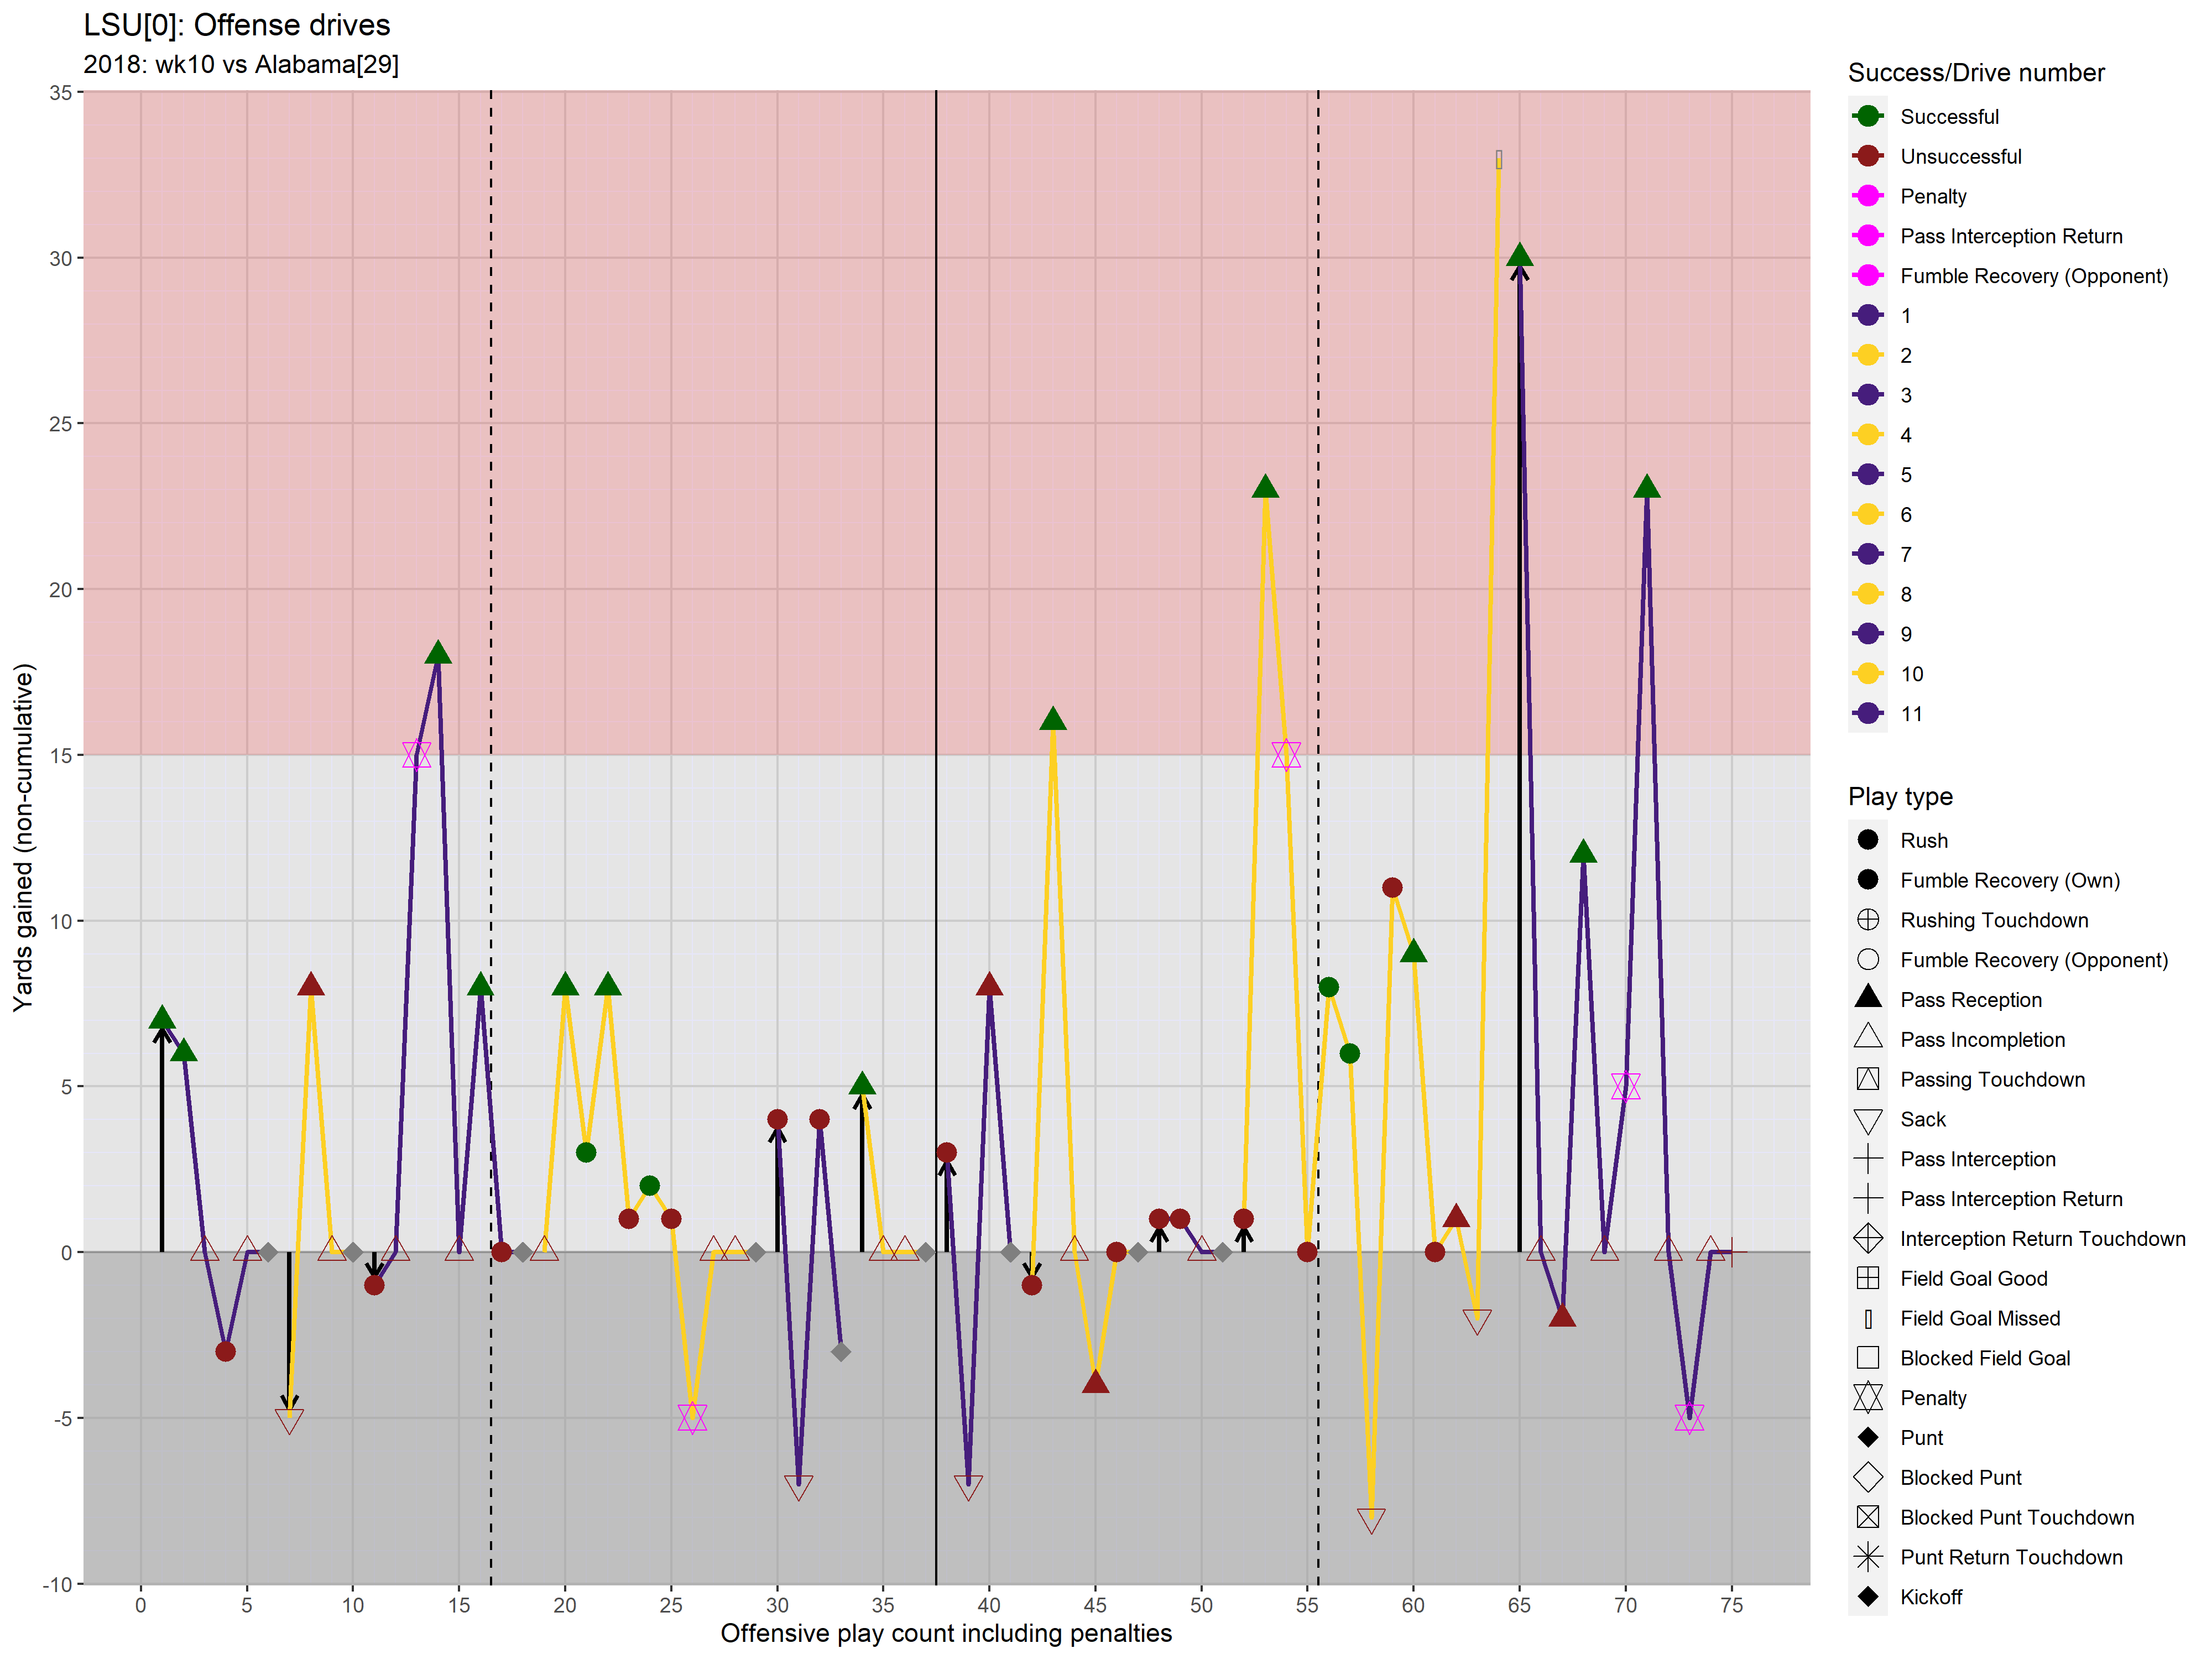 LSU[0]: Offense drives
2018: wk10 vs Alabama[29]
Yards gained (non-cumulative)
35
30
25
20
15
10
5
0
-5
-10
0 5 10 15 20 25 30 35 40 45 50 55 60 65 70 75
Offensive play count including penalties
Success/Drive number
Successful
Unsuccessful
Penalty
Pass Interception Return
Fumble Recovery (Opponent)
1
2
3
4
5
6
7
8
9
10
11
Play type
Rush
Fumble Recovery (Own)
Rushing Touchdown
Fumble Recovery (Opponent)
Pass Reception
Pass Incompletion
Passing Touchdown
Sack
Pass Interception
Pass Interception Return
Interception Return Touchdown
Field Goal Good
Field Goal Missed
Blocked Field Goal
Penalty
Punt
Blocked Punt
Blocked Punt Touchdown
Punt Return Touchdown
Kickoff